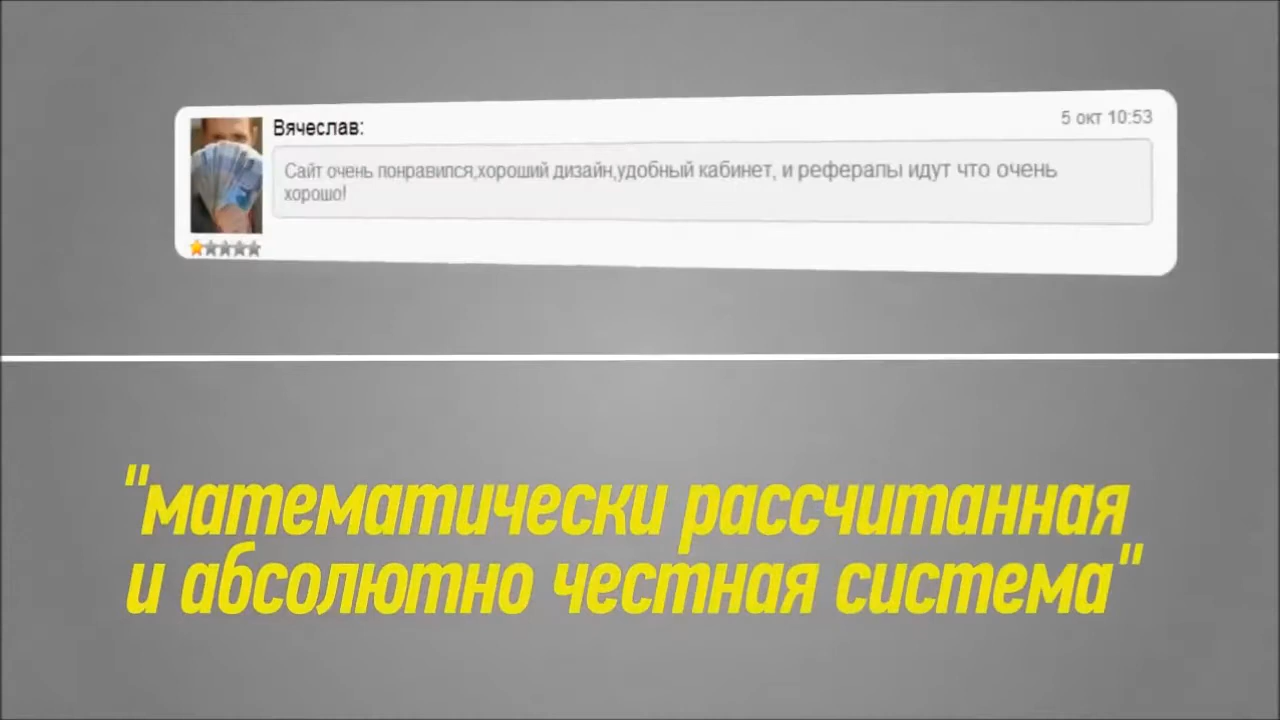 Вячеслав:
5 окт 10:53
Сайт очень понравился,хороший дизайн,удобный кабинет, и рефералы идут что очень
хорошо!
"математически рассчитанная
и абсолютно честная система"